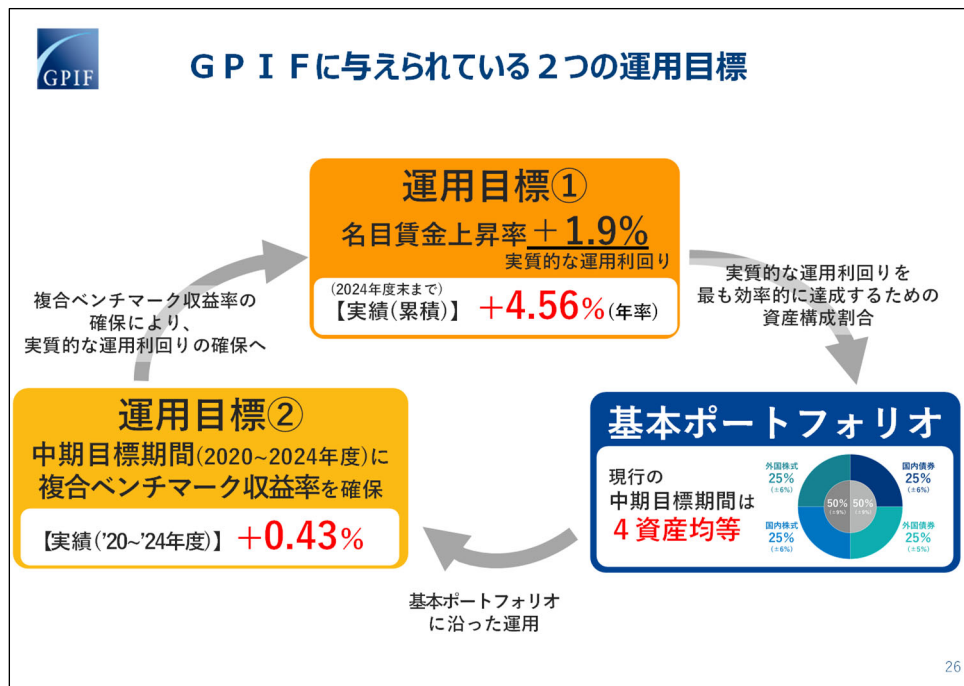 GPIF
ＧＰＩＦに与えられている２つの運用目標
運用目標①
名目賃金上昇率＋1.9%
実質的な運用利回り
(2024年度末まで)
【実績(累積)】 +4.56%(年率)
実質的な運用利回りを
最も効率的に達成するための
資産構成割合
複合ベンチマーク収益率の
確保により、
実質的な運用利回りの確保へ
運用目標②
中期目標期間(2020~2024年度)に
複合ベンチマーク収益率を確保
【実績('20~'24年度)】 +0.43%
基本ポートフォリオ
現行の
中期目標期間は
４資産均等
外国株式
25%
(±6%)
国内債券
25%
(±6%)
50%
(±9%)
50%
(±9%)
国内株式
25%
(±6%)
外国債券
25%
(±5%)
基本ポートフォリオ
に沿った運用
26